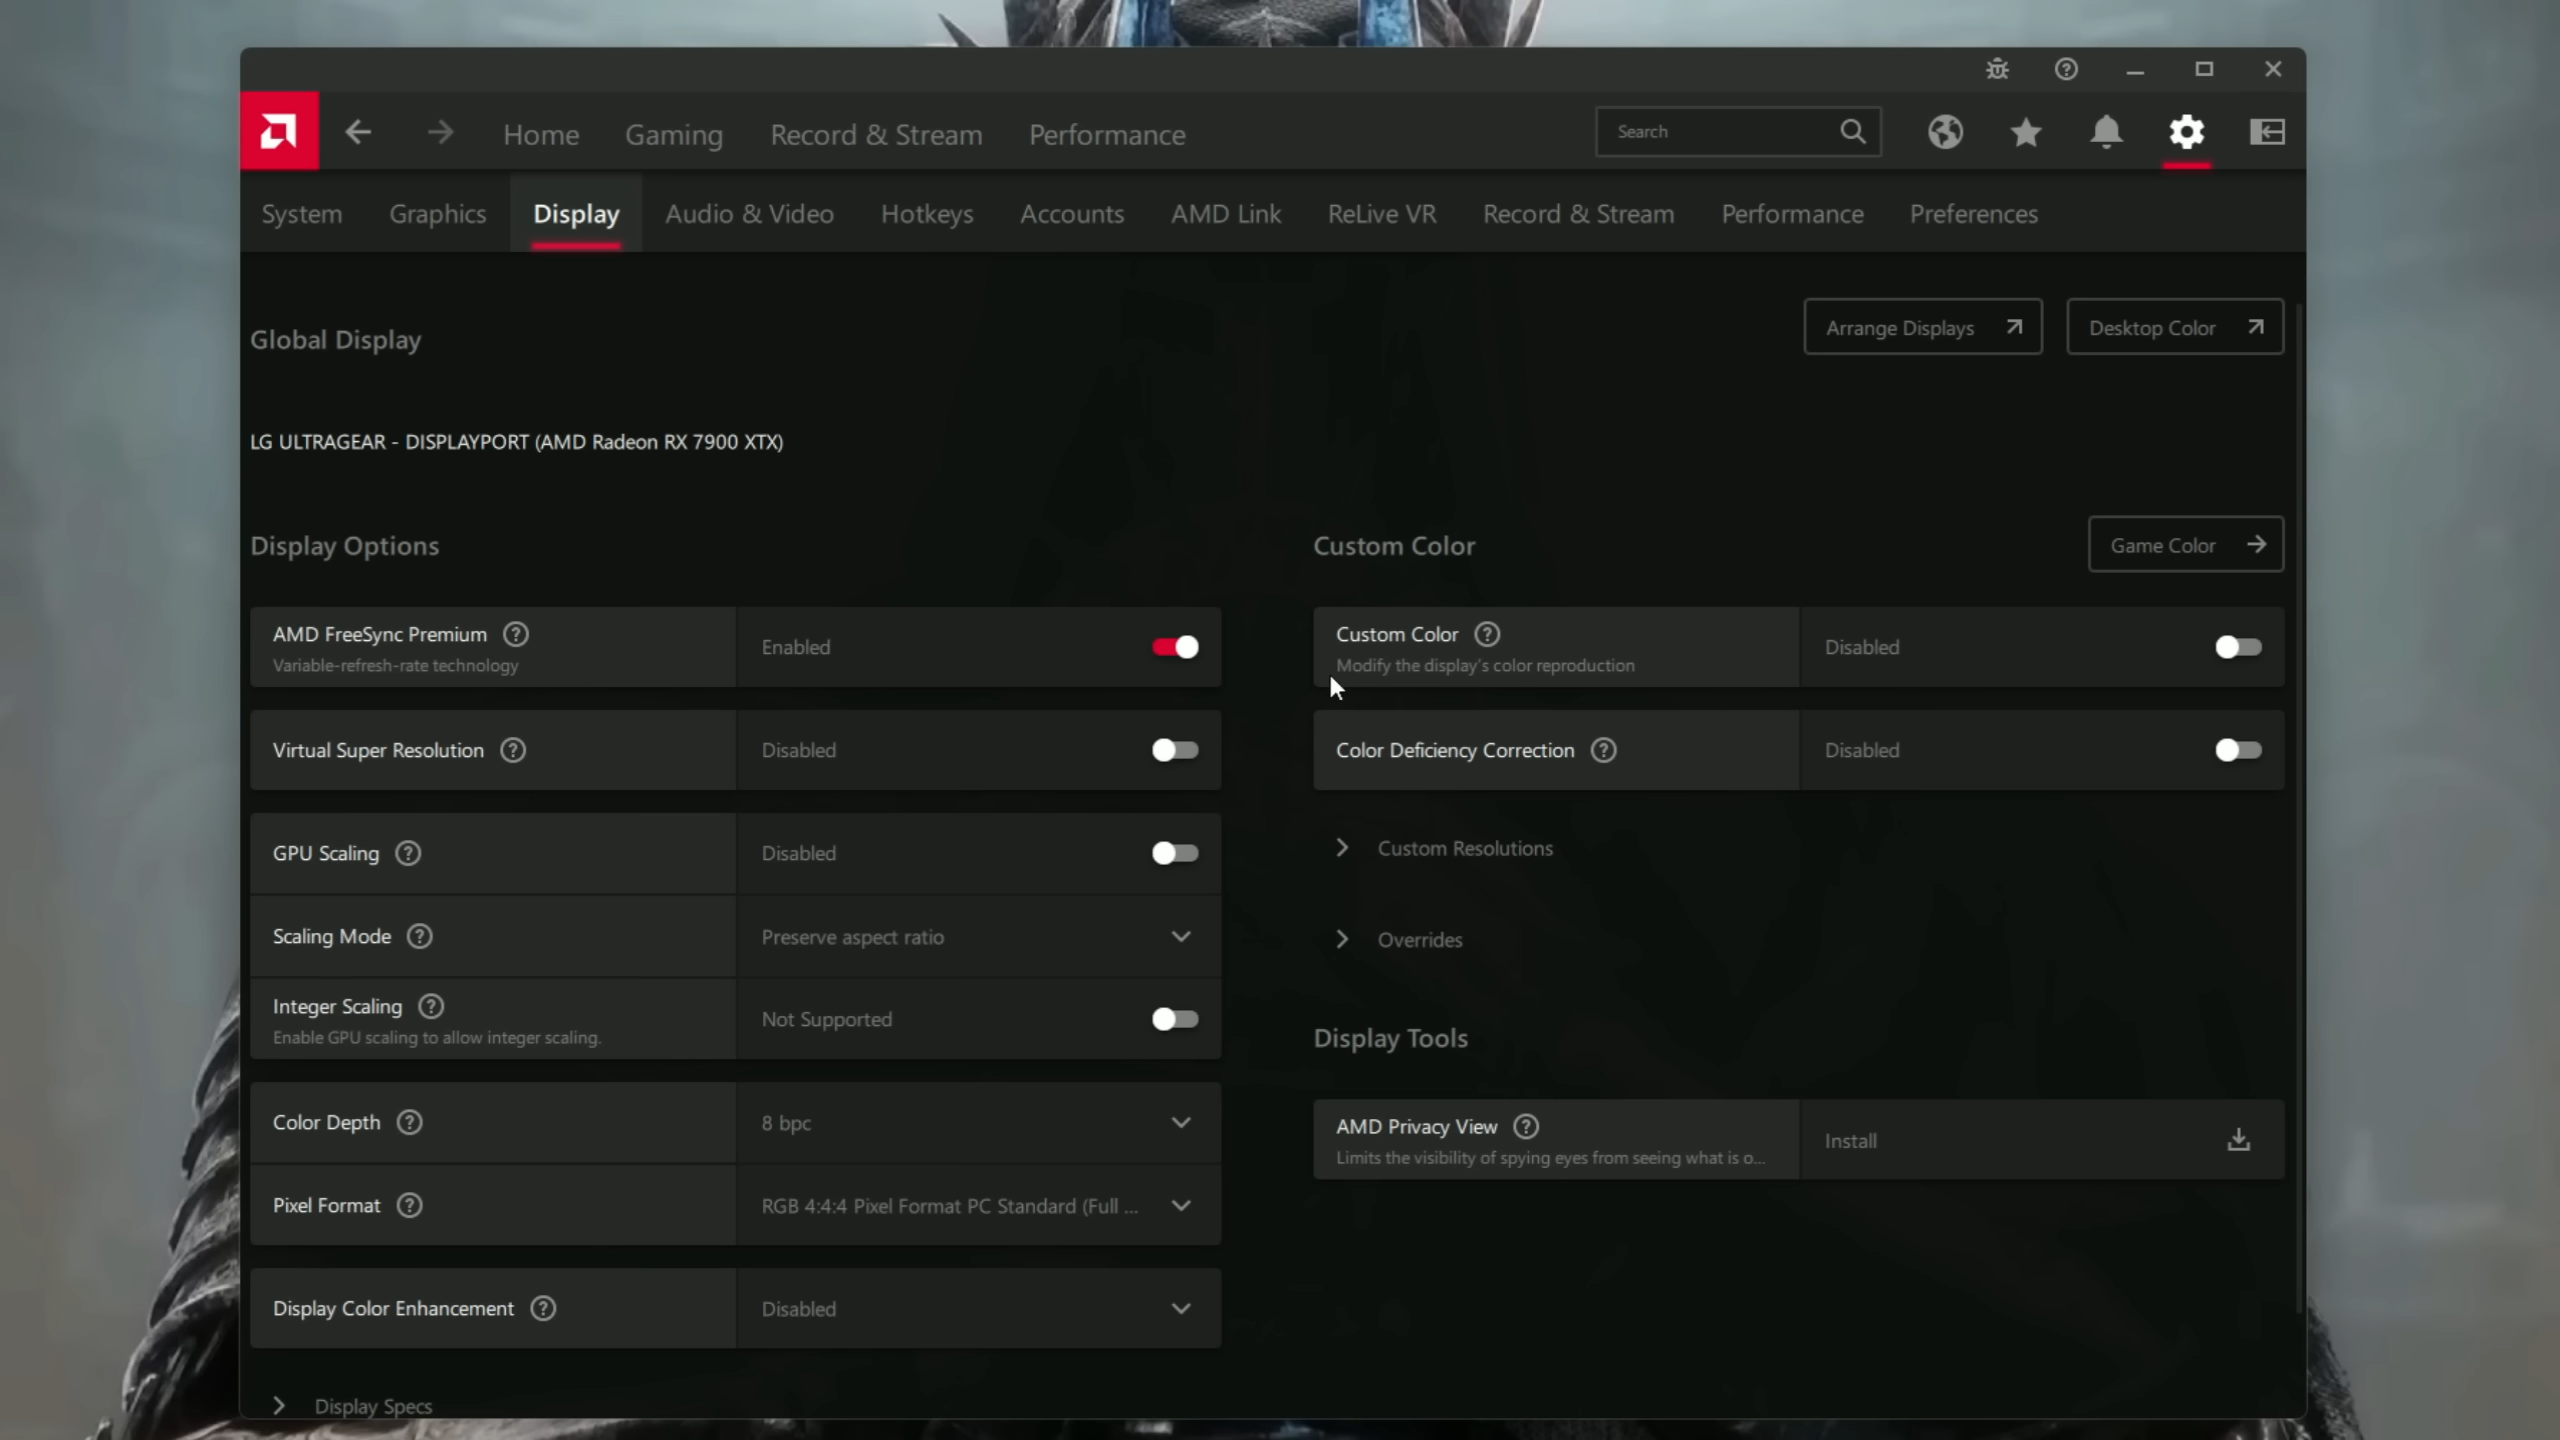 Home Gaming Record & Stream Performance
Search
System Graphics Display Audio & Video Hotkeys Accounts AMD Link ReLive VR Record & Stream Performance Preferences
Global Display
Arrange Displays
Desktop Color
LG ULTRAGEAR - DISPLAYPORT (AMD Radeon RX 7900 XTX)
Display Options
AMD FreeSync Premium
Variable-refresh-rate technology
Enabled
Virtual Super Resolution
Disabled
GPU Scaling
Disabled
Scaling Mode
Preserve aspect ratio
Integer Scaling
Enable GPU scaling to allow integer scaling.
Not Supported
Color Depth
8 bpc
Pixel Format
RGB 4:4:4 Pixel Format PC Standard (Full ...
Display Color Enhancement
Disabled
Display Specs
Custom Color
Game Color
Custom Color
Modify the display's color reproduction
Disabled
Color Deficiency Correction
Disabled
Custom Resolutions
Overrides
Display Tools
AMD Privacy View
Limits the visibility of spying eyes from seeing what is o...
Install